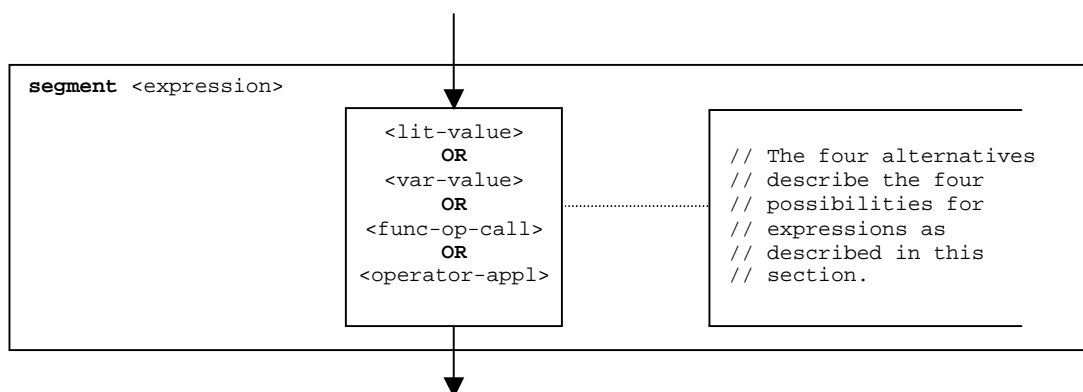 segment <expression>
<lit-value>
OR
<var-value>
OR
<func-op-call>
OR
<operator-appl>
// The four alternatives
// describe the four
// possibilities for
// expressions as
// described in this
// section.